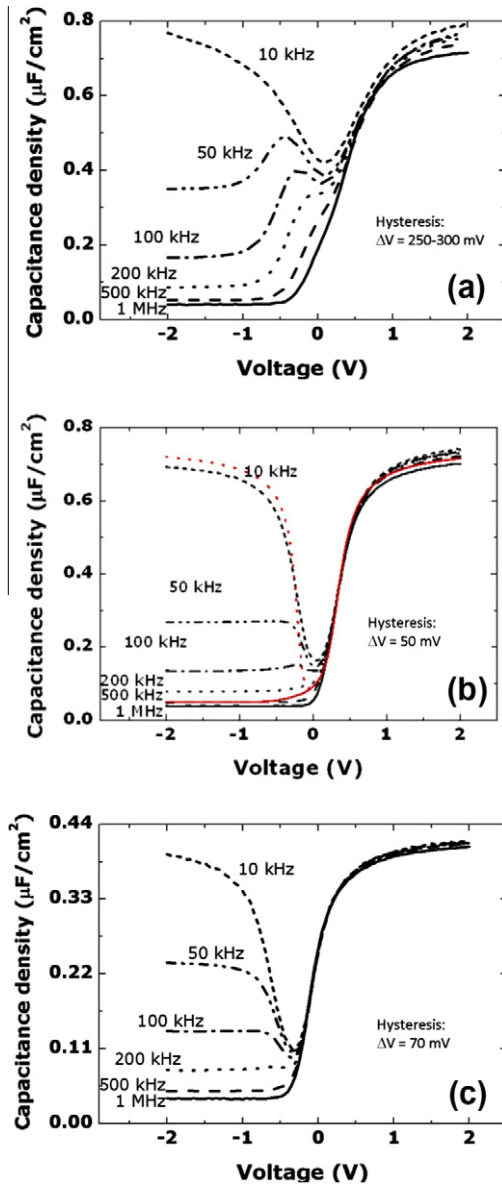 0.8
0.6
0.4
0.2
0.0
Capacitance density (μF/cm²)
10 kHz
50 kHz
100 kHz
200 kHz
500 kHz
1 MHz
Hysteresis:
ΔV = 250-300 mV
(a)
-2 -1 0 1 2
Voltage (V)
0.8
0.6
0.4
0.2
0.0
Capacitance density (μF/cm²)
10 kHz
50 kHz
100 kHz
200 kHz
500 kHz
1 MHz
Hysteresis:
ΔV = 50 mV
(b)
-2 -1 0 1 2
Voltage (V)
0.44
0.33
0.22
0.11
0.00
Capacitance density (μF/cm²)
10 kHz
50 kHz
100 kHz
200 kHz
500 kHz
1 MHz
Hysteresis:
ΔV = 70 mV
(c)
-2 -1 0 1 2
Voltage (V)